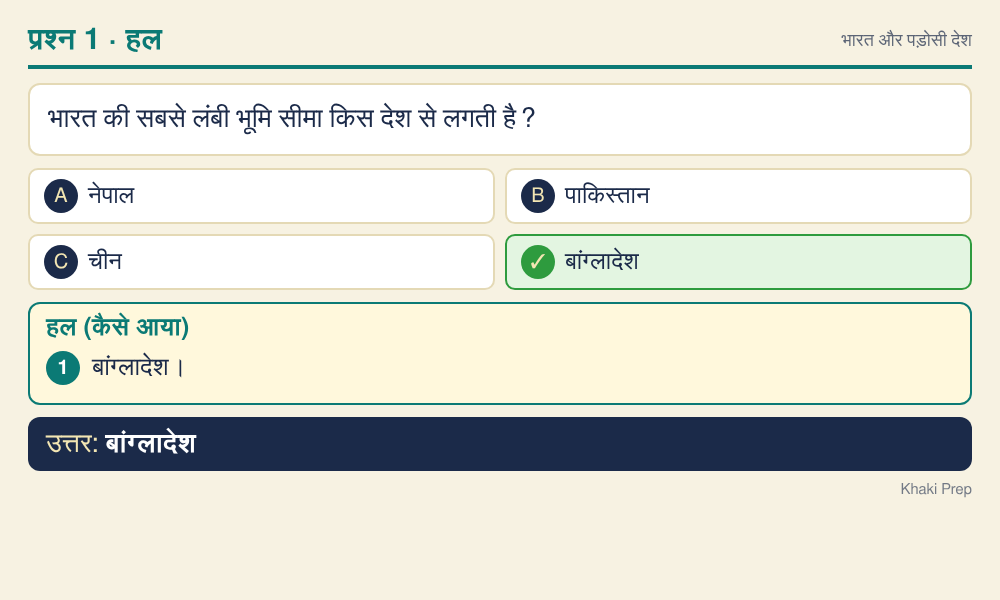 प्रश्न 1 · हल
भारत और पड़ोसी देश
भारत की सबसे लंबी भूमि सीमा किस देश से लगती है ?
A नेपाल
B पाकिस्तान
C चीन
✓ बांग्लादेश
हल (कैसे आया)
1 बांग्लादेश।
उत्तर: बांग्लादेश
Khaki Prep